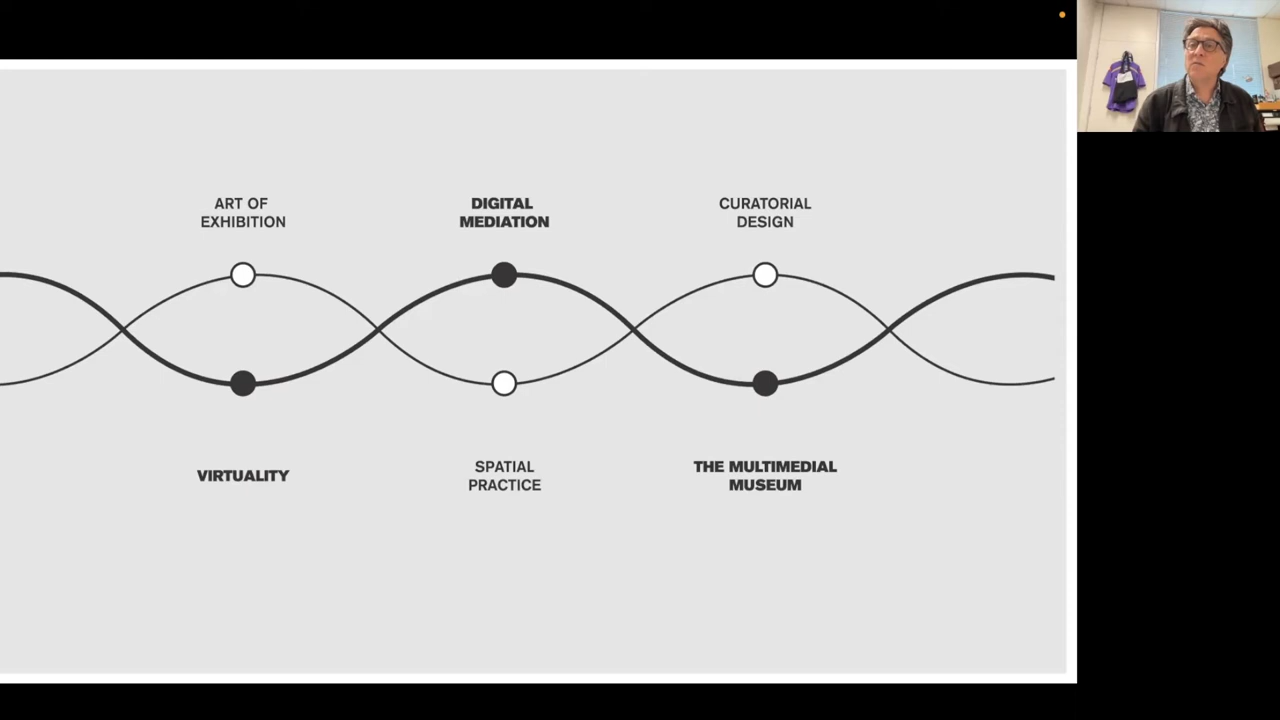 ART OF
EXHIBITION
DIGITAL
MEDIATION
CURATORIAL
DESIGN
VIRTUALITY
SPATIAL
PRACTICE
THE MULTIMEDIAL
MUSEUM